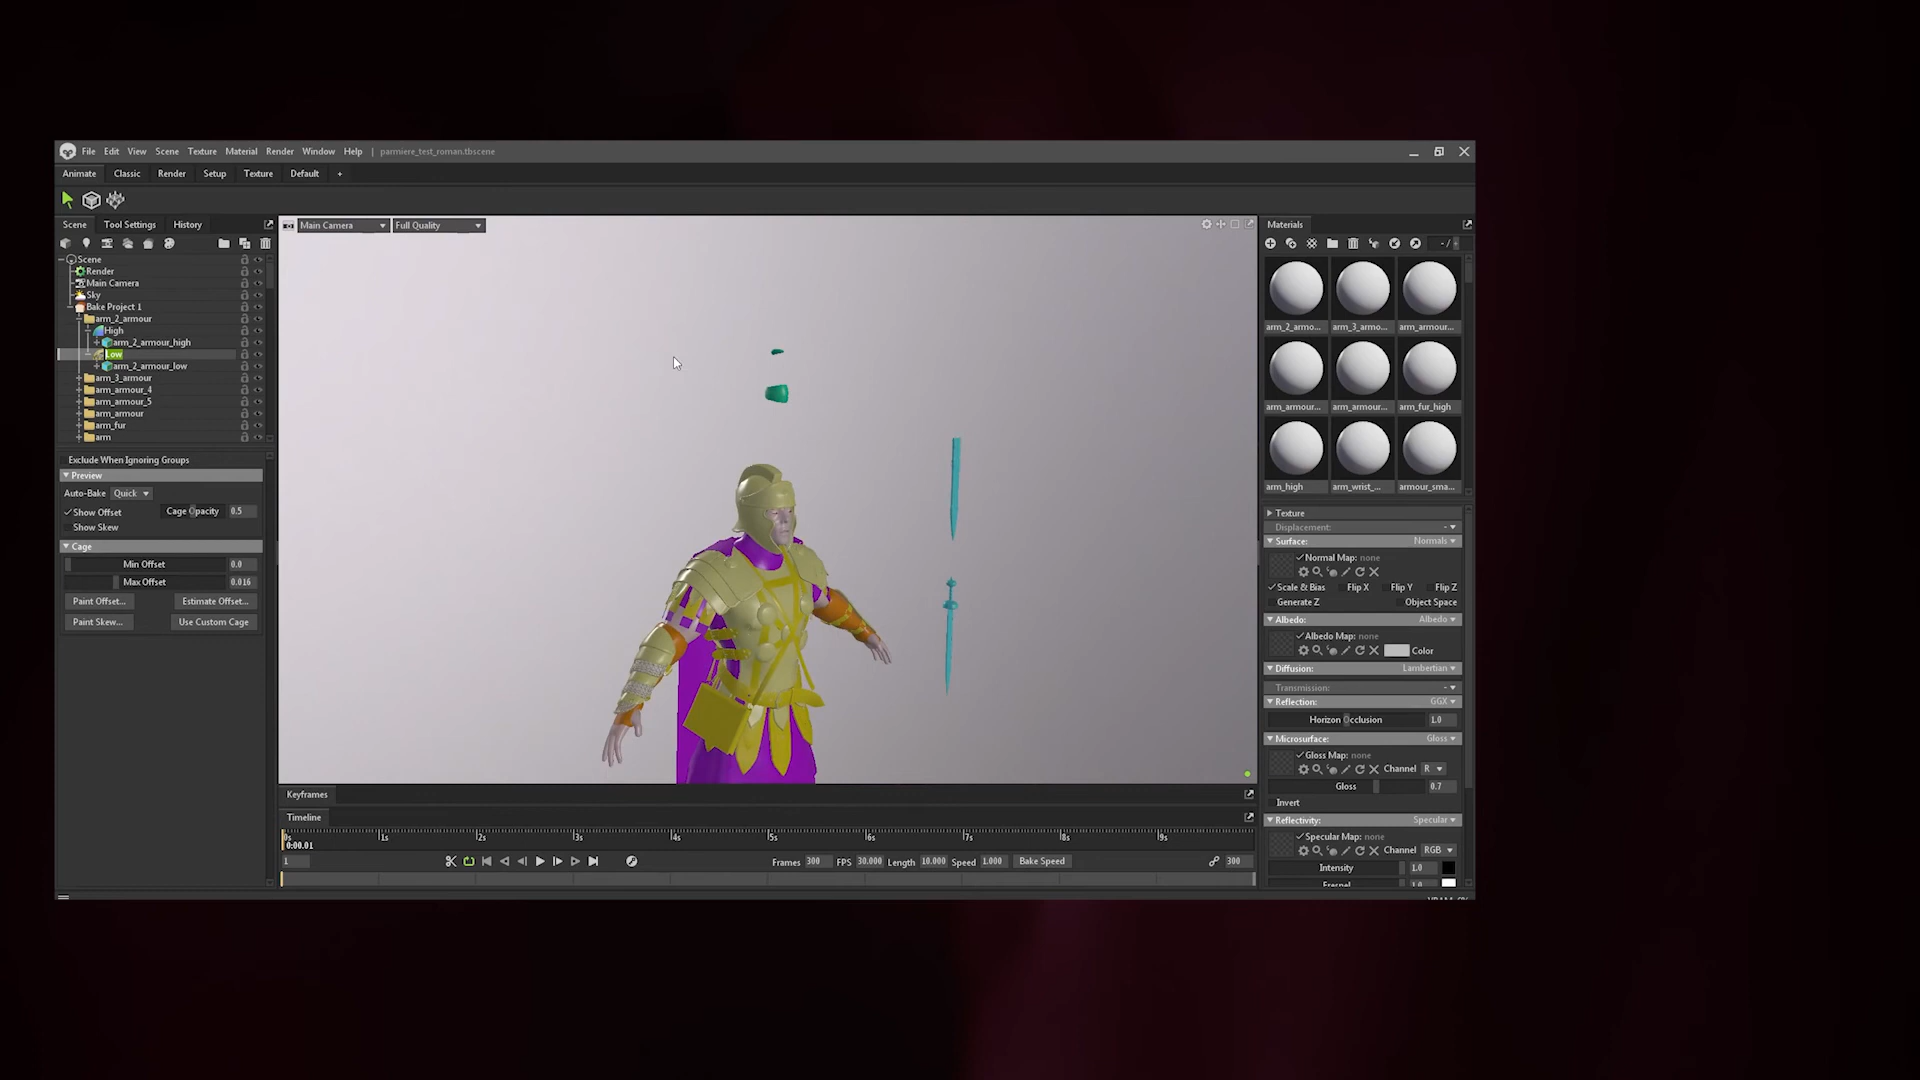 File Edit View Scene Texture Material Render Window Help | parmiere_test_roman.tbscene
Animate Classic Render Setup Texture Default +
Scene Tool Settings History
Main Camera Full Quality
Materials
Scene
Render
Main Camera
Sky
Bake Project 1
arm_2_armour
High
arm_2_armour_high
Low
arm_2_armour_low
arm_3_armour
arm_armour_4
arm_armour_5
arm_armour
arm_fur
arm
Exclude When Ignoring Groups
Preview
Auto-Bake Quick
Show Offset Cage Opacity 0.5
Show Skew
Cage
Min Offset 0.0
Max Offset 0.016
Paint Offset... Estimate Offset...
Paint Skew... Use Custom Cage
- /
arm_2_armo... arm_3_armo... arm_armour...
arm_armour... arm_armour... arm_fur_high
arm_high arm_wrist_... armour_sma...
Texture
Displacement: -
Surface: Normals
Normal Map: none
Scale & Bias Flip X Flip Y Flip Z
Generate Z Object Space
Albedo: Albedo
Albedo Map: none
Color
Diffusion: Lambertian
Transmission: -
Reflection: GGX
Horizon Occlusion 1.0
Microsurface: Gloss
Gloss Map: none
Channel R
Gloss 0.7
Invert
Reflectivity: Specular
Specular Map: none
Channel RGB
Intensity 1.0
Fresnel 1.0
Keyframes
Timeline
0s 1s 2s 3s 4s 5s 6s 7s 8s 9s
0:00.01
1 Frames 300 FPS 30.000 Length 10.000 Speed 1.000 Bake Speed 300